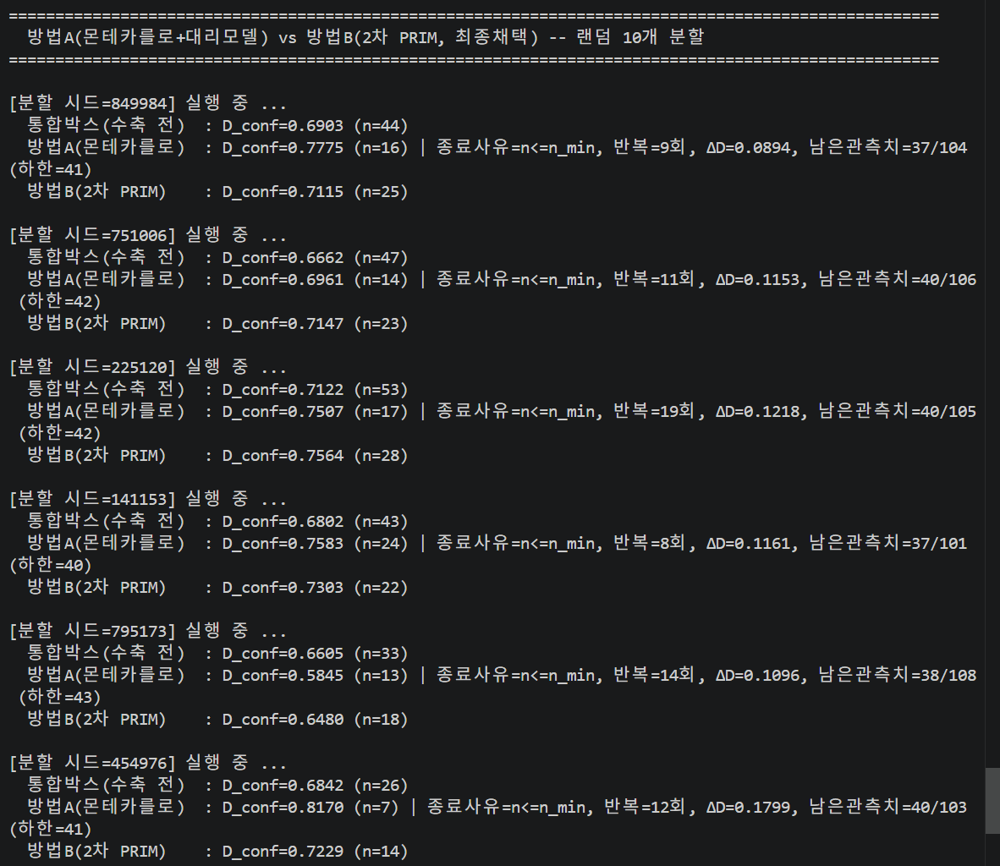 ====================================================================================================
방법A(몬테카를로+대리모델) vs 방법B(2차 PRIM, 최종채택) -- 랜덤 10개 분할
====================================================================================================
[분할 시드=849984] 실행 중 ...
통합박스(수축 전) : D_conf=0.6903 (n=44)
방법A(몬테카를로) : D_conf=0.7775 (n=16) | 종료사유=n<=n_min, 반복=9회, ΔD=0.0894, 남은관측치=37/104
(하한=41)
방법B(2차 PRIM) : D_conf=0.7115 (n=25)
[분할 시드=751006] 실행 중 ...
통합박스(수축 전) : D_conf=0.6662 (n=47)
방법A(몬테카를로) : D_conf=0.6961 (n=14) | 종료사유=n<=n_min, 반복=11회, ΔD=0.1153, 남은관측치=40/106
(하한=42)
방법B(2차 PRIM) : D_conf=0.7147 (n=23)
[분할 시드=225120] 실행 중 ...
통합박스(수축 전) : D_conf=0.7122 (n=53)
방법A(몬테카를로) : D_conf=0.7507 (n=17) | 종료사유=n<=n_min, 반복=19회, ΔD=0.1218, 남은관측치=40/105
(하한=42)
방법B(2차 PRIM) : D_conf=0.7564 (n=28)
[분할 시드=141153] 실행 중 ...
통합박스(수축 전) : D_conf=0.6802 (n=43)
방법A(몬테카를로) : D_conf=0.7583 (n=24) | 종료사유=n<=n_min, 반복=8회, ΔD=0.1161, 남은관측치=37/101
(하한=40)
방법B(2차 PRIM) : D_conf=0.7303 (n=22)
[분할 시드=795173] 실행 중 ...
통합박스(수축 전) : D_conf=0.6605 (n=33)
방법A(몬테카를로) : D_conf=0.5845 (n=13) | 종료사유=n<=n_min, 반복=14회, ΔD=0.1096, 남은관측치=38/108
(하한=43)
방법B(2차 PRIM) : D_conf=0.6480 (n=18)
[분할 시드=454976] 실행 중 ...
통합박스(수축 전) : D_conf=0.6842 (n=26)
방법A(몬테카를로) : D_conf=0.8170 (n=7) | 종료사유=n<=n_min, 반복=12회, ΔD=0.1799, 남은관측치=40/103
(하한=41)
방법B(2차 PRIM) : D_conf=0.7229 (n=14)